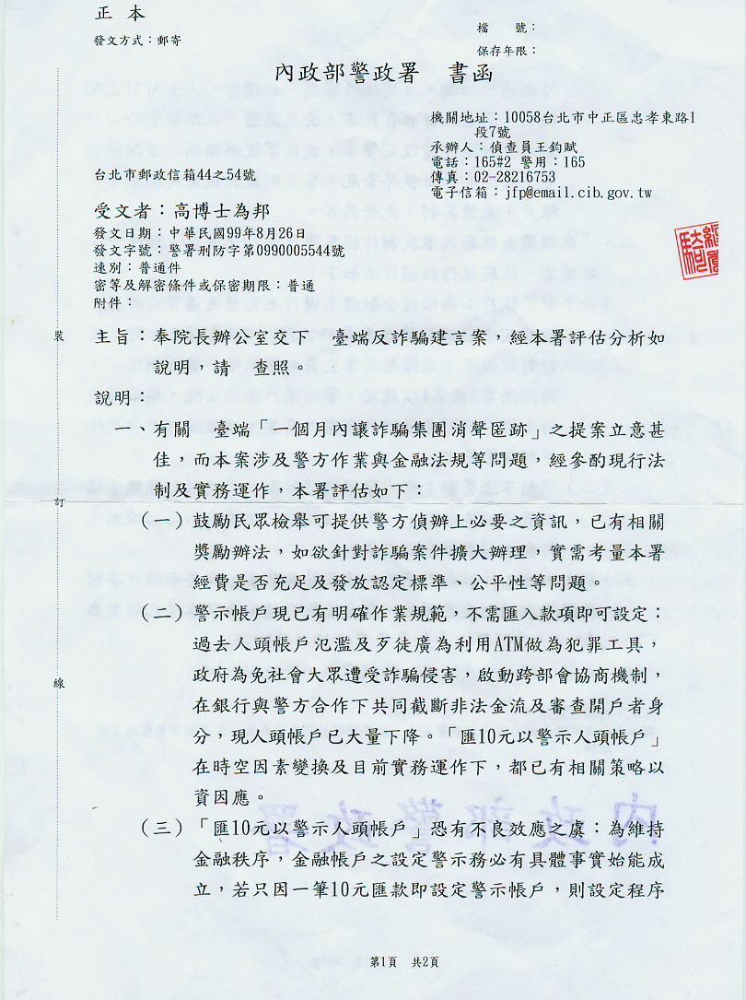 正本
發文方式：郵寄
檔　　號：
保存年限：
內政部警政署　書函
機關地址：10058台北市中正區忠孝東路1
段7號
承辦人：偵查員王鈞賦
電話：165#2 警用：165
傳真：02-28216753
電子信箱：jfp@email.cib.gov.tw
台北市郵政信箱44之54號
受文者：高博士為邦
發文日期：中華民國99年8月26日
發文字號：警署刑防字第0990005544號
速別：普通件
密等及解密條件或保密期限：普通
附件：
主旨：奉院長辦公室交下　臺端反詐騙建言案，經本署評估分析如
說明，請　查照。
說明：
一、有關　臺端「一個月內讓詐騙集團消聲匿跡」之提案立意甚
佳，而本案涉及警方作業與金融法規等問題，經參酌現行法
制及實務運作，本署評估如下：
（一）鼓勵民眾檢舉可提供警方偵辦上必要之資訊，已有相關
獎勵辦法，如欲針對詐騙案件擴大辦理，實需考量本署
經費是否充足及發放認定標準、公平性等問題。
（二）警示帳戶現已有明確作業規範，不需匯入款項即可設定：
過去人頭帳戶氾濫及歹徒廣為利用ATM做為犯罪工具，
政府為免社會大眾遭受詐騙侵害，啟動跨部會協商機制，
在銀行與警方合作下共同截斷非法金流及審查開戶者身
分，現人頭帳戶已大量下降。「匯10元以警示人頭帳戶」
在時空因素變換及目前實務運作下，都已有相關策略以
資因應。
（三）「匯10元以警示人頭帳戶」恐有不良效應之虞：為維持
金融秩序，金融帳戶之設定警示務必有具體事實始能成
立，若只因一筆10元匯款即設定警示帳戶，則設定程序
裝
訂
線
第1頁　共2頁